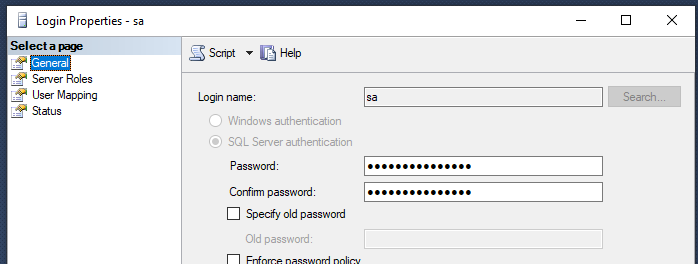 Login Properties - sa
Select a page
General
Server Roles
User Mapping
Status
Script
Help
Login name:
sa
Search...
Windows authentication
SQL Server authentication
Password:
●●●●●●●●●●●●●●●
Confirm password:
●●●●●●●●●●●●●●●
Specify old password
Old password:
Enforce password policy